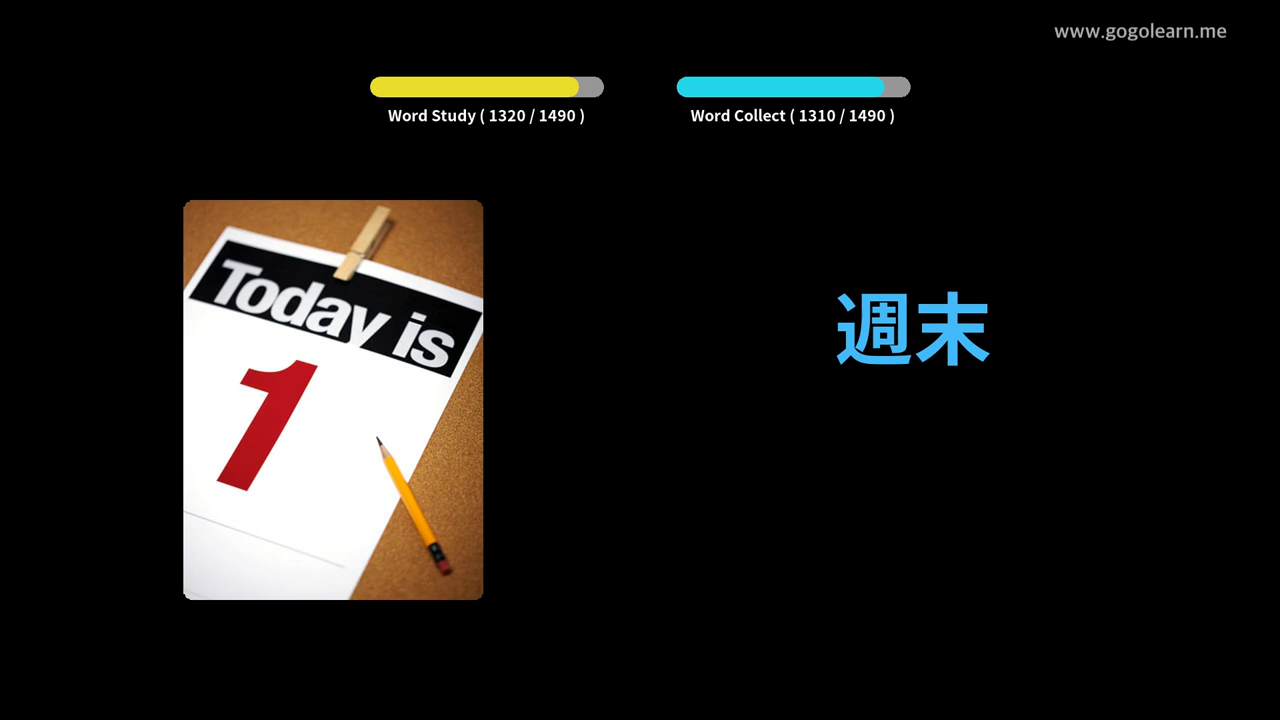 www.gogolearn.me
Word Study ( 1320 / 1490 )
Word Collect ( 1310 / 1490 )
Today is
1
週末